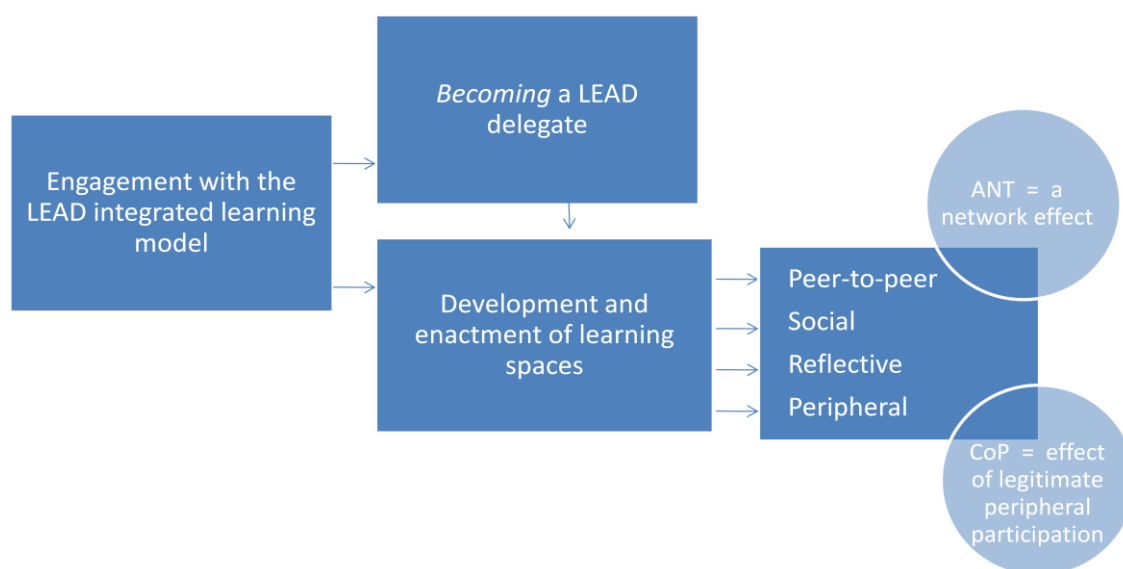 Becoming a LEAD
delegate
Engagement with the
LEAD integrated learning
model
ANT = a
network effect
Development and
enactment of learning
spaces
Peer-to-peer
Social
Reflective
Peripheral
CoP = effect
of legitimate
peripheral
participation